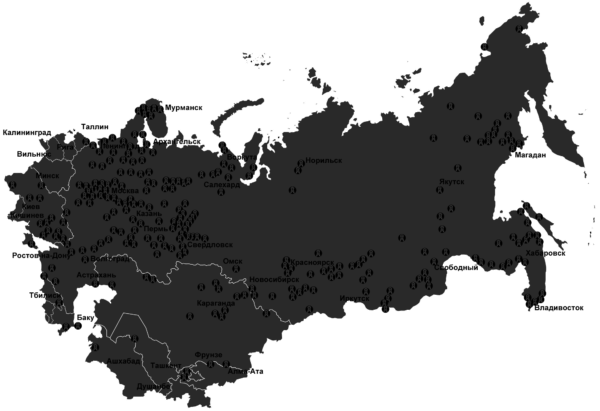 Мурманск
Таллин
Калининград
Архангельск
Рига
Вильнюс
Воркута
Норильск
Магадан
Минск
Салехард
Якутск
Москва
Киев
Казань
Кишинев
Пермь
Свердловск
Хабаровск
Ростов-на-Дону
Волгоград
Омск
Красноярск
Свободный
Астрахань
Новосибирск
Тбилиси
Иркутск
Караганда
Владивосток
Баку
Фрунзе
Ашхабад
Ташкент
Алма-Ата
Душанбе